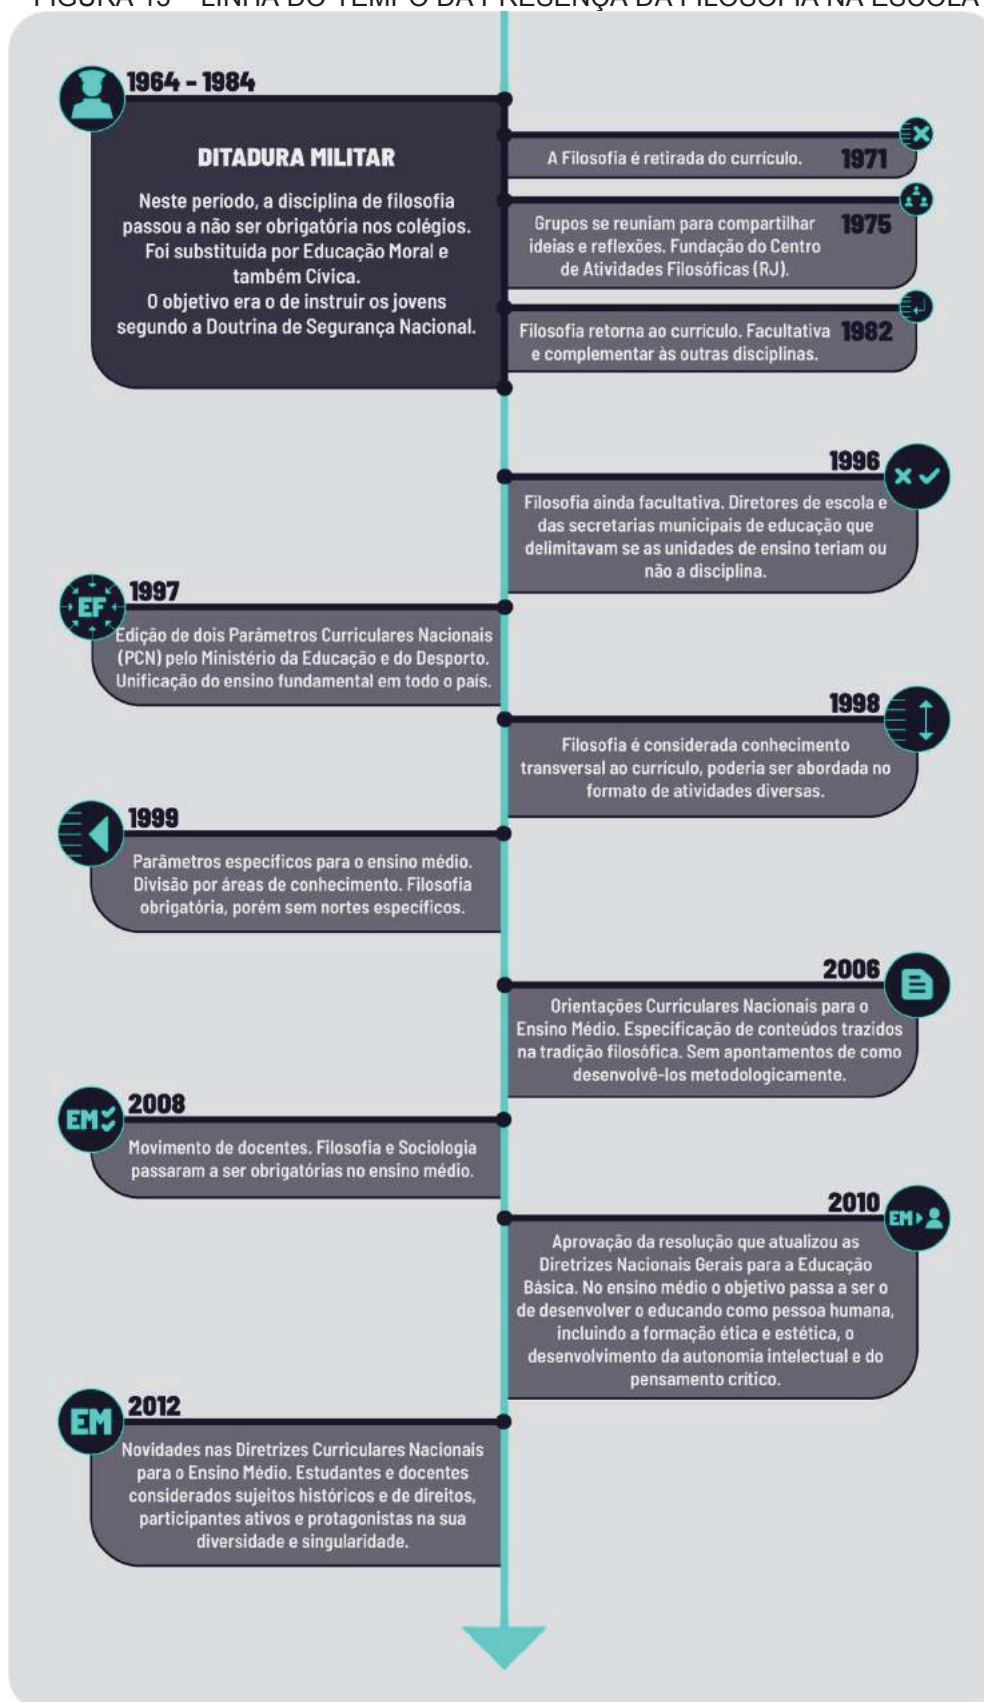 FIGURA 15 – LINHA DO TEMPO DA PRESENÇA DA FILOSOFIA NA ESCOLA
1964 - 1984
DITADURA MILITAR
Neste período, a disciplina de filosofia
passou a não ser obrigatória nos colégios.
Foi substituída por Educação Moral e
também Cívica.
O objetivo era o de instruir os jovens
segundo a Doutrina de Segurança Nacional.
A Filosofia é retirada do currículo. 1971
Grupos se reuniam para compartilhar 1975
ideias e reflexões. Fundação do Centro
de Atividades Filosóficas (RJ).
Filosofia retorna ao currículo. Facultativa 1982
e complementar às outras disciplinas.
1996
Filosofia ainda facultativa. Diretores de escola e
das secretarias municipais de educação que
delimitavam se as unidades de ensino teriam ou
não a disciplina.
1997
EF
Edição de dois Parâmetros Curriculares Nacionais
(PCN) pelo Ministério da Educação e do Desporto.
Unificação do ensino fundamental em todo o país.
1998
Filosofia é considerada conhecimento
transversal ao currículo, poderia ser abordada no
formato de atividades diversas.
1999
Parâmetros específicos para o ensino médio.
Divisão por áreas de conhecimento. Filosofia
obrigatória, porém sem nortes específicos.
2006
Orientações Curriculares Nacionais para o
Ensino Médio. Especificação de conteúdos trazidos
na tradição filosófica. Sem apontamentos de como
desenvolvê-los metodologicamente.
2008
EM
Movimento de docentes. Filosofia e Sociologia
passaram a ser obrigatórias no ensino médio.
2010
EM
Aprovação da resolução que atualizou as
Diretrizes Nacionais Gerais para a Educação
Básica. No ensino médio o objetivo passa a ser o
de desenvolver o educando como pessoa humana,
incluindo a formação ética e estética, o
desenvolvimento da autonomia intelectual e do
pensamento crítico.
2012
EM
Novidades nas Diretrizes Curriculares Nacionais
para o Ensino Médio. Estudantes e docentes
considerados sujeitos históricos e de direitos,
participantes ativos e protagonistas na sua
diversidade e singularidade.